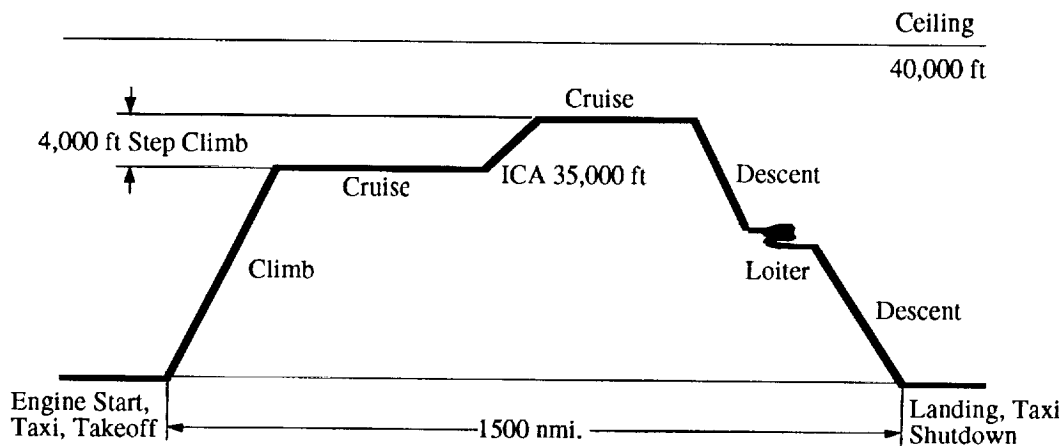 Ceiling
40,000 ft
Cruise
4,000 ft Step Climb
Cruise
ICA 35,000 ft
Descent
Climb
Loiter
Descent
Engine Start,
Taxi, Takeoff
1500 nmi.
Landing, Taxi
Shutdown